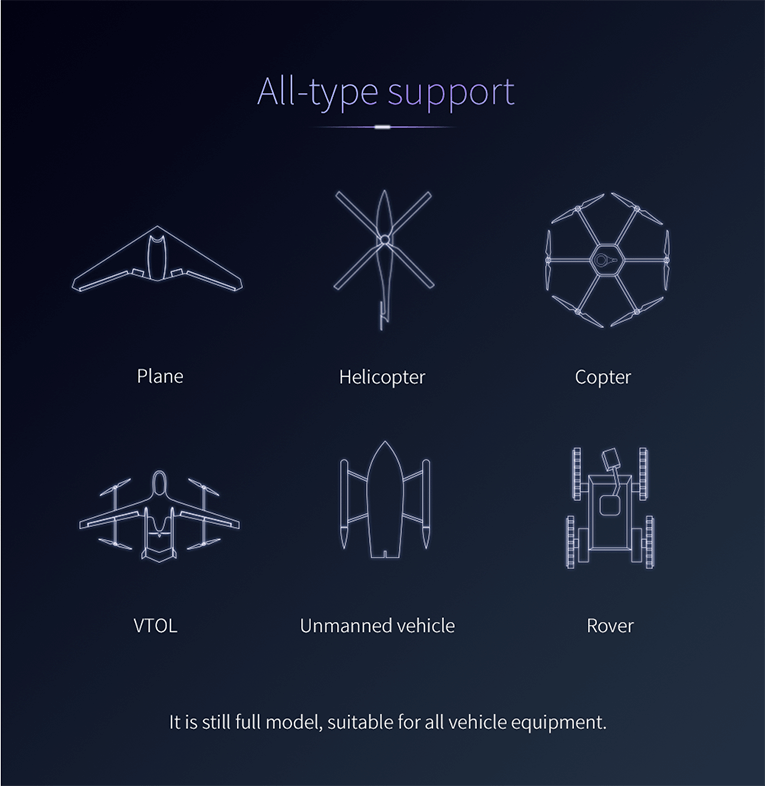 All-type support
Plane
Helicopter
Copter
VTOL
Unmanned vehicle
Rover
It is still full model, suitable for all vehicle equipment.